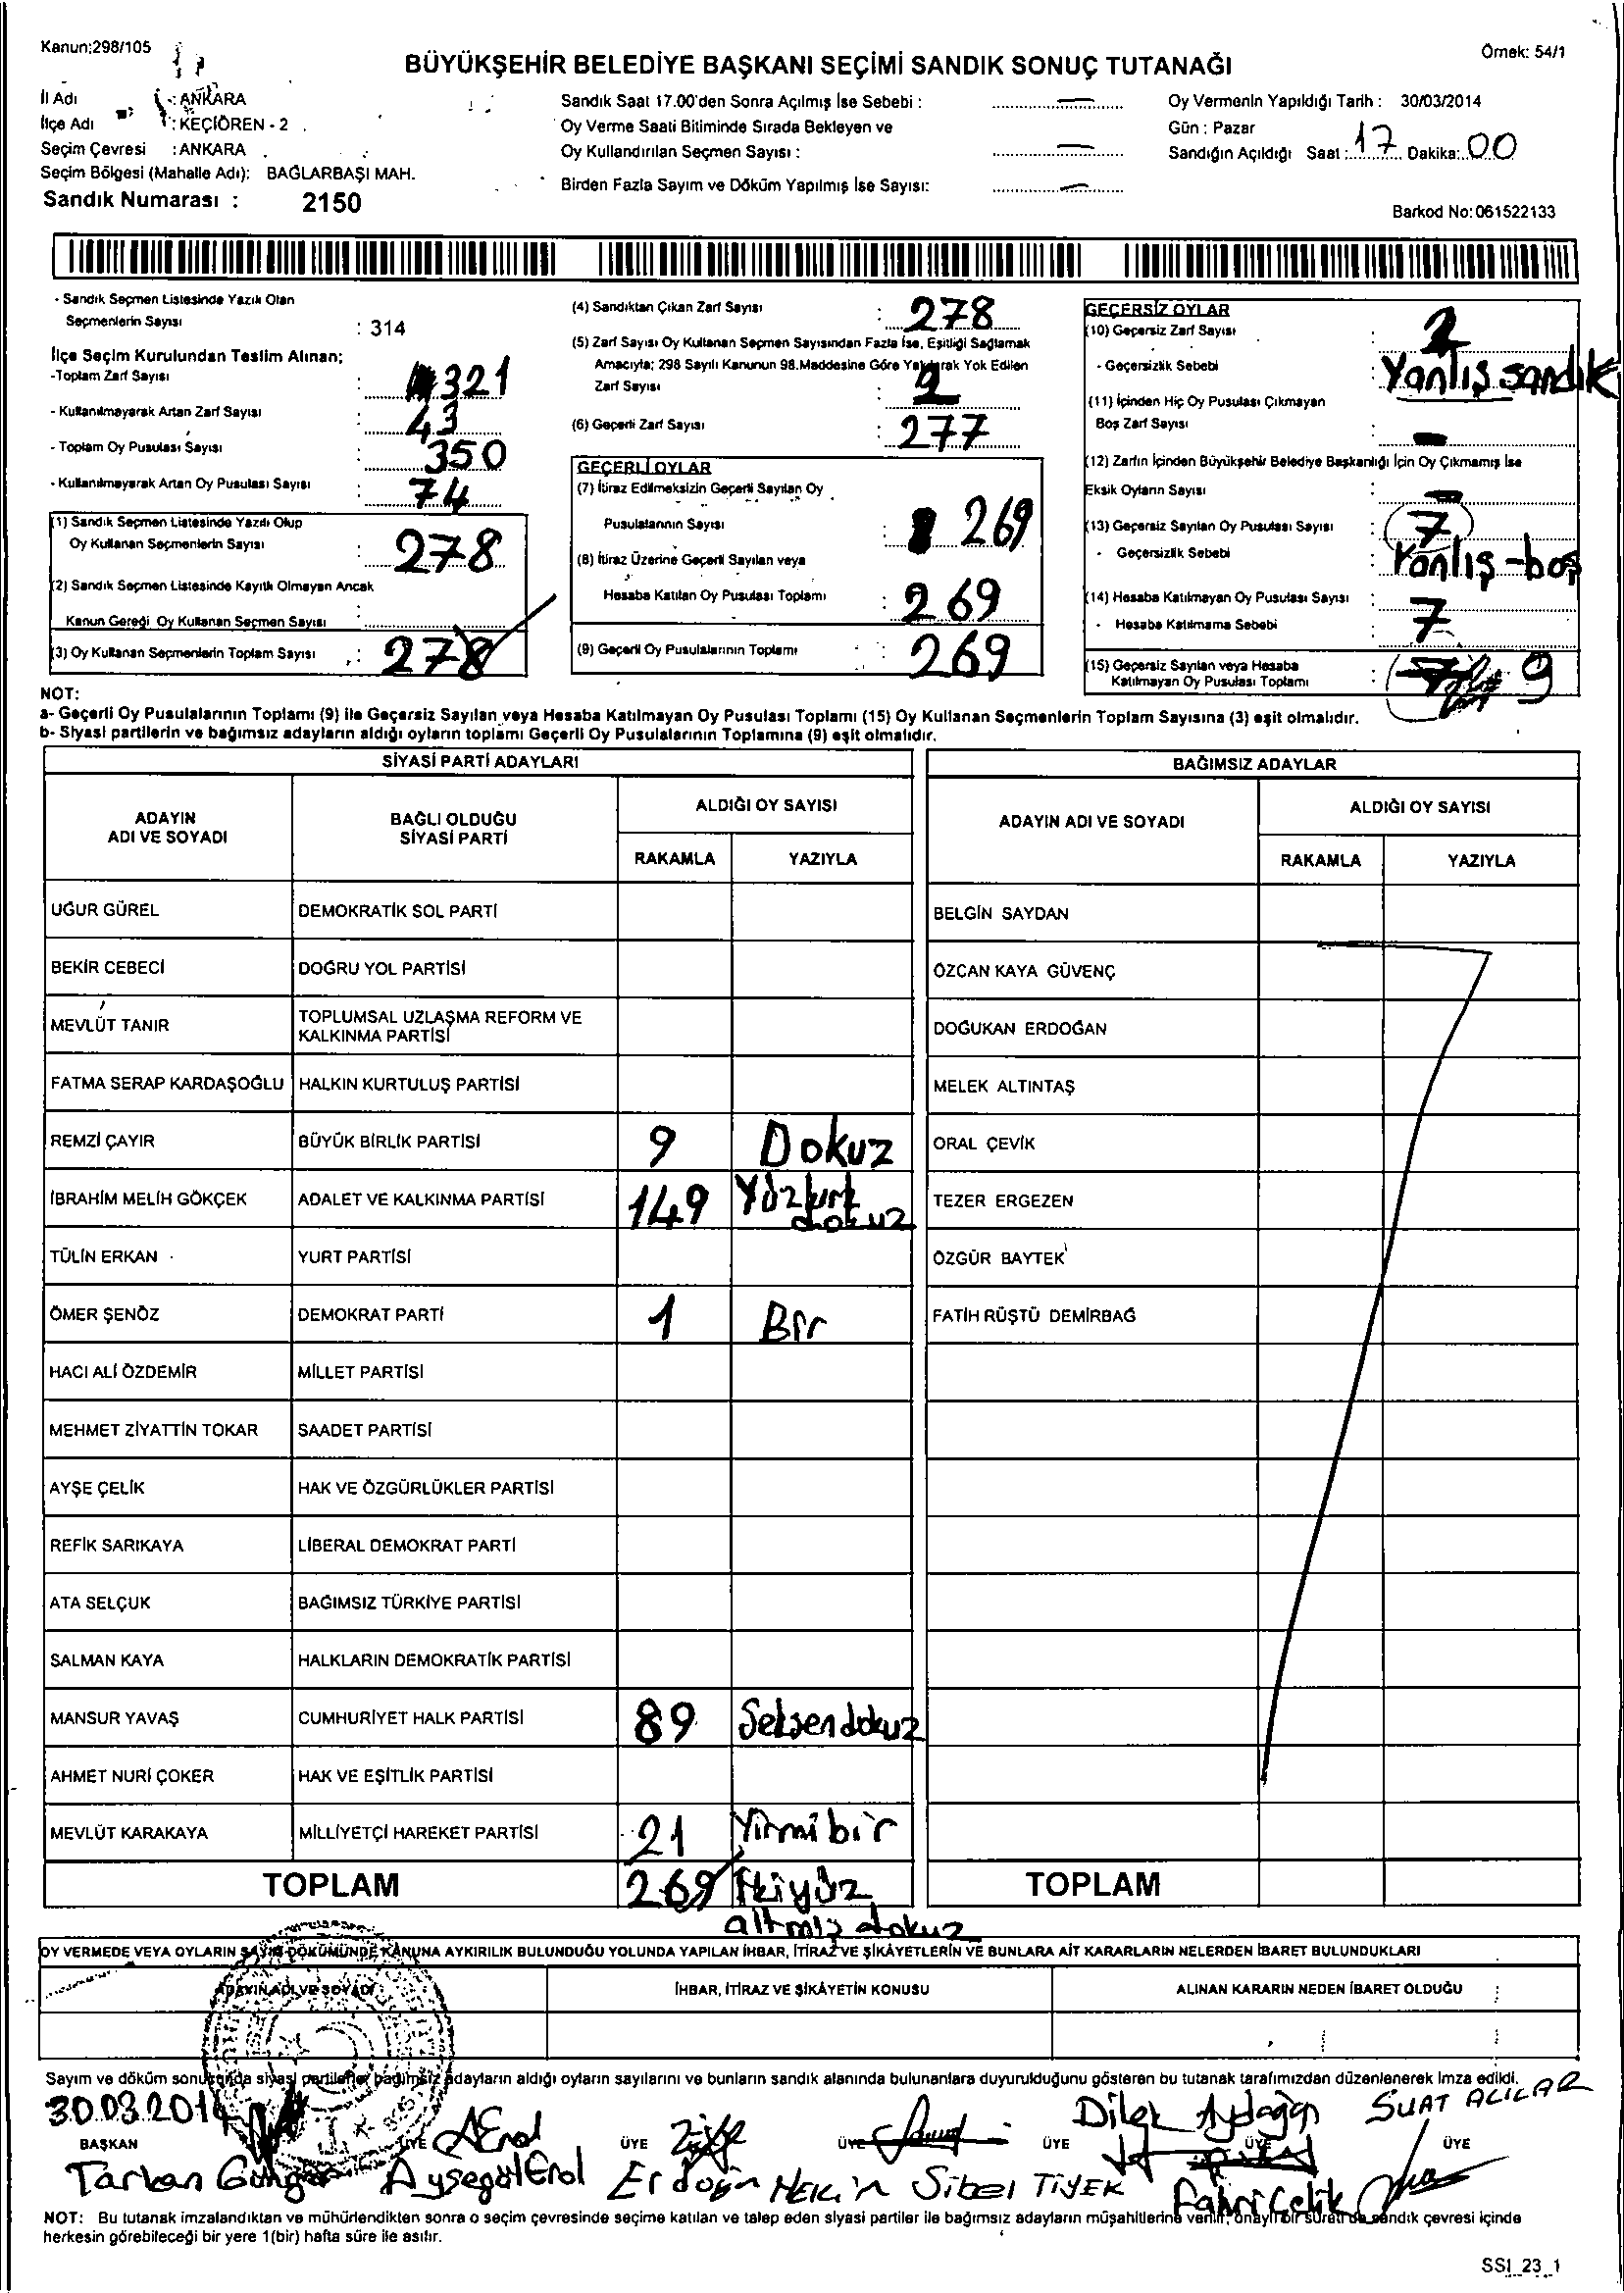 Kanun:298/105
Örnek: 54/1
BÜYÜKŞEHİR BELEDİYE BAŞKANI SEÇİMİ SANDIK SONUÇ TUTANAĞI
İl Adı : ANKARA
İlçe Adı : KEÇİÖREN - 2
Seçim Çevresi : ANKARA
Seçim Bölgesi (Mahalle Adı): BAĞLARBAŞI MAH.
Sandık Numarası : 2150
Sandık Saat 17.00'den Sonra Açılmış İse Sebebi : —
Oy Verme Saati Bitiminde Sırada Bekleyen ve
Oy Kullandırılan Seçmen Sayısı : —
Birden Fazla Sayım ve Döküm Yapılmış İse Sayısı: —
Oy Vermenin Yapıldığı Tarih : 30/03/2014
Gün : Pazar
Sandığın Açıldığı Saat : 17 Dakika: 00
Barkod No: 061522133
- Sandık Seçmen Listesinde Yazılı Olan
Seçmenlerin Sayısı : 314
İlçe Seçim Kurulundan Teslim Alınan;
-Toplam Zarf Sayısı : 321
- Kullanılmayarak Artan Zarf Sayısı : 43
- Toplam Oy Pusulası Sayısı : 350
- Kullanılmayarak Artan Oy Pusulası Sayısı : 74
(1) Sandık Seçmen Listesinde Yazılı Olup
Oy Kullanan Seçmenlerin Sayısı : 278
(2) Sandık Seçmen Listesinde Kayıtlı Olmayan Ancak
Kanun Gereği Oy Kullanan Seçmen Sayısı :
(3) Oy Kullanan Seçmenlerin Toplam Sayısı : 278
(4) Sandıktan Çıkan Zarf Sayısı : 278
(5) Zarf Sayısı Oy Kullanan Seçmen Sayısından Fazla İse, Eşitliği Sağlamak
Amacıyla; 298 Sayılı Kanunun 98.Maddesine Göre Yakılarak Yok Edilen
Zarf Sayısı :
(6) Geçerli Zarf Sayısı : 277
GEÇERLİ OYLAR
(7) İtiraz Edilmeksizin Geçerli Sayılan Oy
Pusulalarının Sayısı : 269
(8) İtiraz Üzerine Geçerli Sayılan veya
Hesaba Katılan Oy Pusulası Toplamı : 269
(9) Geçerli Oy Pusulalarının Toplamı : 269
GEÇERSİZ OYLAR
(10) Geçersiz Zarf Sayısı : 2
- Geçersizlik Sebebi : Yanlış sandık
(11) İçinden Hiç Oy Pusulası Çıkmayan
Boş Zarf Sayısı : —
(12) Zarfın İçinden Büyükşehir Belediye Başkanlığı İçin Oy Çıkmamış İse
Eksik Oyların Sayısı : —
(13) Geçersiz Sayılan Oy Pusulası Sayısı : 7
- Geçersizlik Sebebi : Yanlış-boş
(14) Hesaba Katılmayan Oy Pusulası Sayısı : 7
- Hesaba Katılmama Sebebi :
(15) Geçersiz Sayılan veya Hesaba
Katılmayan Oy Pusulası Toplamı : 9
NOT:
a- Geçerli Oy Pusulalarının Toplamı (9) ile Geçersiz Sayılan veya Hesaba Katılmayan Oy Pusulası Toplamı (15) Oy Kullanan Seçmenlerin Toplam Sayısına (3) eşit olmalıdır.
b- Siyasi partilerin ve bağımsız adayların aldığı oyların toplamı Geçerli Oy Pusulalarının Toplamına (9) eşit olmalıdır.
SİYASİ PARTİ ADAYLARI
ADAYIN ADI VE SOYADI
BAĞLI OLDUĞU SİYASİ PARTİ
ALDIĞI OY SAYISI
RAKAMLA YAZIYLA
UĞUR GÜREL DEMOKRATİK SOL PARTİ
BEKİR CEBECİ DOĞRU YOL PARTİSİ
MEVLÜT TANIR TOPLUMSAL UZLAŞMA REFORM VE KALKINMA PARTİSİ
FATMA SERAP KARDAŞOĞLU HALKIN KURTULUŞ PARTİSİ
REMZİ ÇAYIR BÜYÜK BİRLİK PARTİSİ 9 Dokuz
İBRAHİM MELİH GÖKÇEK ADALET VE KALKINMA PARTİSİ 149 Yüzkırk dokuz
TÜLİN ERKAN YURT PARTİSİ
ÖMER ŞENÖZ DEMOKRAT PARTİ 1 Bir
HACI ALİ ÖZDEMİR MİLLET PARTİSİ
MEHMET ZİYATTİN TOKAR SAADET PARTİSİ
AYŞE ÇELİK HAK VE ÖZGÜRLÜKLER PARTİSİ
REFİK SARIKAYA LİBERAL DEMOKRAT PARTİ
ATA SELÇUK BAĞIMSIZ TÜRKİYE PARTİSİ
SALMAN KAYA HALKLARIN DEMOKRATİK PARTİSİ
MANSUR YAVAŞ CUMHURİYET HALK PARTİSİ 89 Seksendokuz
AHMET NURİ ÇOKER HAK VE EŞİTLİK PARTİSİ
MEVLÜT KARAKAYA MİLLİYETÇİ HAREKET PARTİSİ 21 Yirmibir
TOPLAM 269 İkiyüz altmış dokuz
BAĞIMSIZ ADAYLAR
ADAYIN ADI VE SOYADI
ALDIĞI OY SAYISI
RAKAMLA YAZIYLA
BELGİN SAYDAN
ÖZCAN KAYA GÜVENÇ
DOĞUKAN ERDOĞAN
MELEK ALTINTAŞ
ORAL ÇEVİK
TEZER ERGEZEN
ÖZGÜR BAYTEK
FATİH RÜŞTÜ DEMİRBAĞ
TOPLAM
OY VERMEDE VEYA OYLARIN SAYIM DÖKÜMÜNDE KANUNA AYKIRILIK BULUNDUĞU YOLUNDA YAPILAN İHBAR, İTİRAZ VE ŞİKÂYETLERİN VE BUNLARA AİT KARARLARIN NELERDEN İBARET BULUNDUKLARI
ADAYIN ADI VE SOYADI
İHBAR, İTİRAZ VE ŞİKÂYETİN KONUSU
ALINAN KARARIN NEDEN İBARET OLDUĞU
Sayım ve döküm sonucunda siyasi partilerle bağımsız adayların aldığı oyların sayılarını ve bunların sandık alanında bulunanlara duyurulduğunu gösteren bu tutanak tarafımızdan düzenlenerek imza edildi.
30.03.2014
Dilek Aydoğan SUAT ACILAR
BAŞKAN ÜYE ÜYE ÜYE ÜYE ÜYE ÜYE
Tarkan Güngör Ayşegül Erol Erdoğan Sibel TİYEK Fahri Çelik
NOT: Bu tutanak imzalandıktan ve mühürlendikten sonra o seçim çevresinde seçime katılan ve talep eden siyasi partiler ile bağımsız adayların müşahitlerine verilir, onaylı bir sureti de sandık çevresi içinde
herkesin görebileceği bir yere 1(bir) hafta süre ile asılır.
SSI_23_1